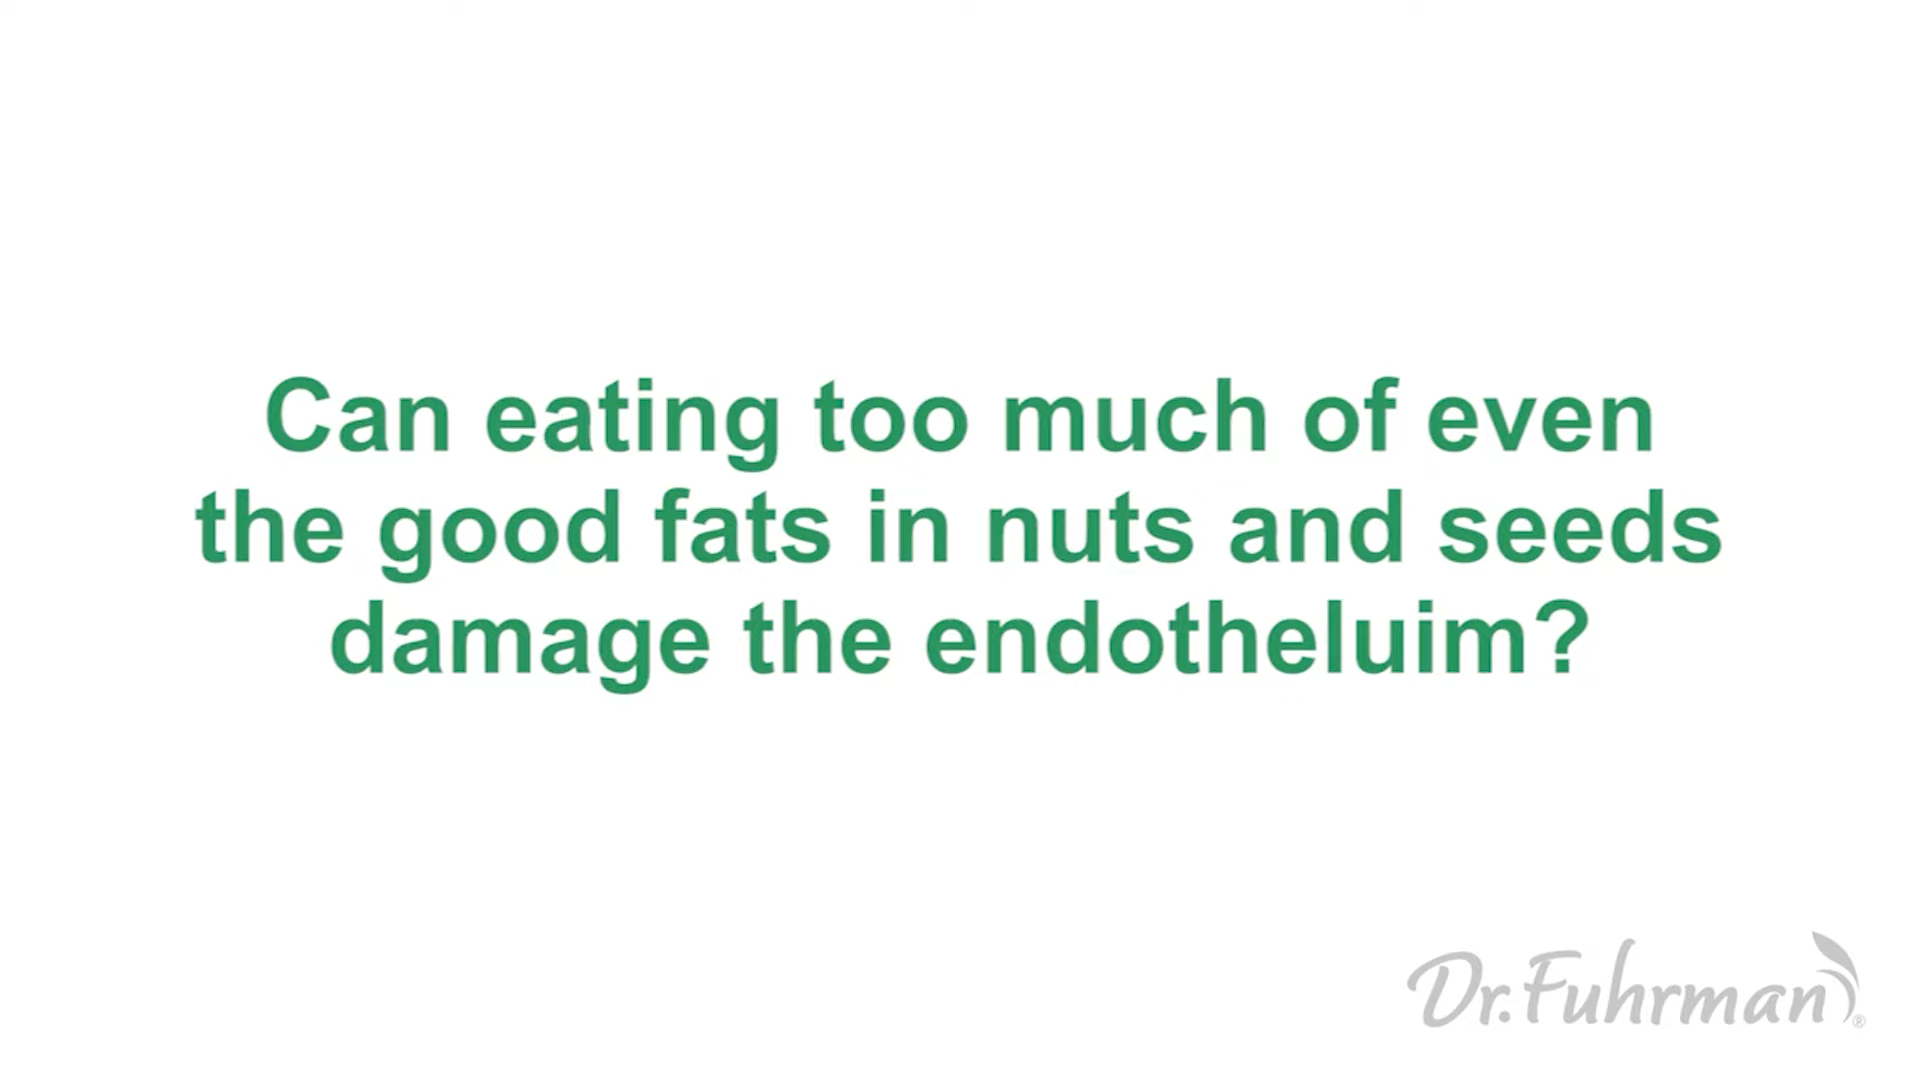 Can eating too much of even
the good fats in nuts and seeds
damage the endotheluim?
Dr. Fuhrman®